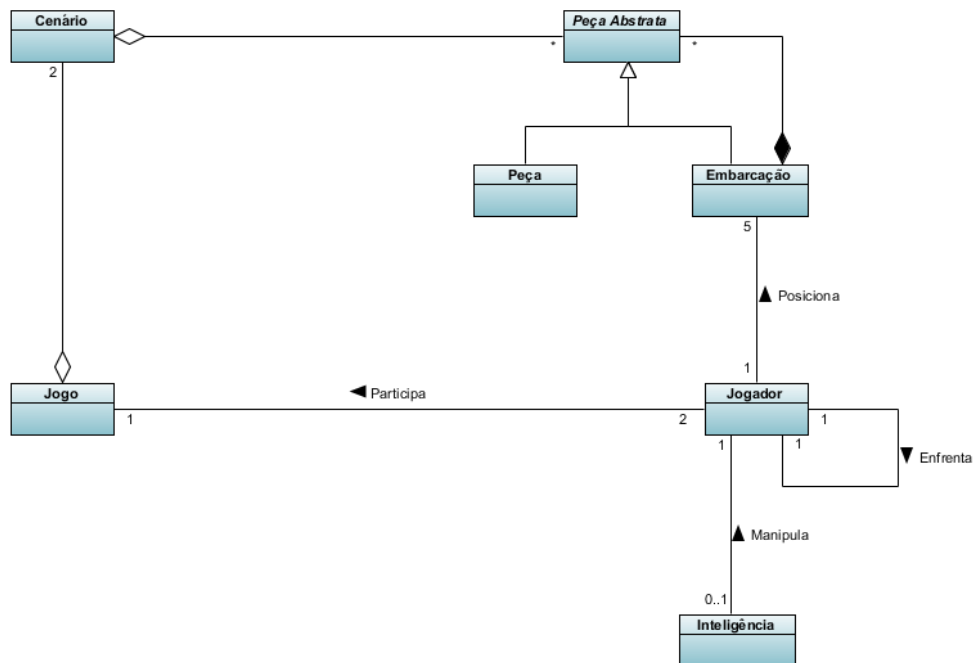 Cenário
Peça Abstrata
*
*
2
Peça
Embarcação
5
Posiciona
1
Jogo
Participa
Jogador
1
2
1
1
1
Enfrenta
Manipula
0..1
Inteligência